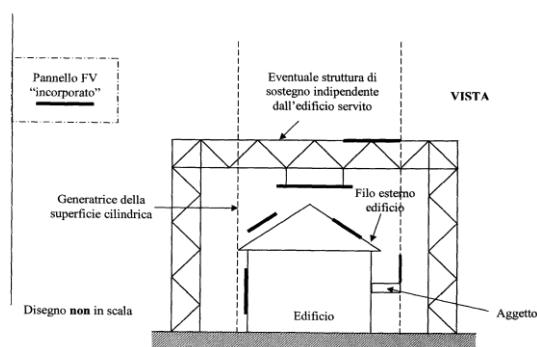 Pannello FV
“incorporato”
Eventuale struttura di
sostegno indipendente
dall'edificio servito
VISTA
Generatrice della
superficie cilindrica
Filo esterno
edificio
Disegno non in scala
Edificio
Aggetto